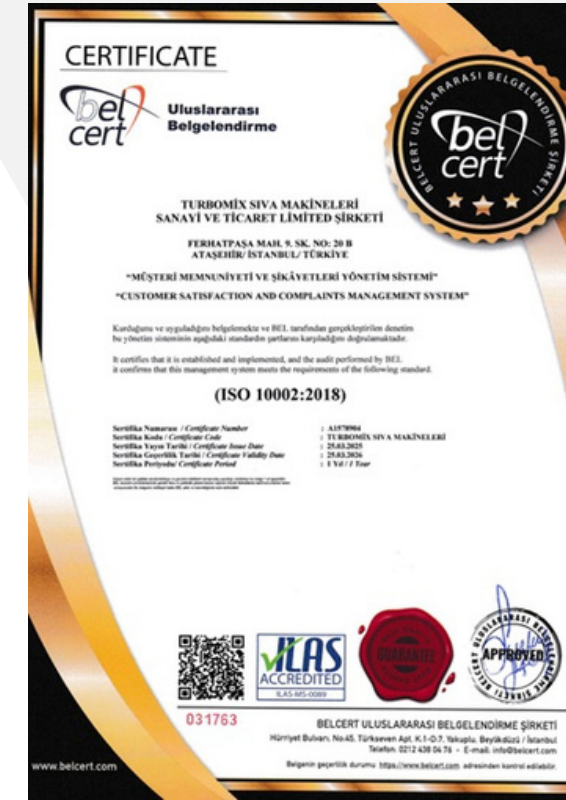 CERTIFICATE
bel
cert
Uluslararası
Belgelendirme
BELCERT ULUSLARARASI BELGELENDİRME ŞİRKETİ
bel
cert
TURBOMİX SIVA MAKİNELERİ
SANAYİ VE TİCARET LİMİTED ŞİRKETİ
FERHATPAŞA MAH. 9. SK. NO: 20 B
ATAŞEHİR/ İSTANBUL/ TÜRKİYE
“MÜŞTERİ MEMNUNİYETİ VE ŞİKÂYETLERİ YÖNETİM SİSTEMİ”
“CUSTOMER SATISFACTION AND COMPLAINTS MANAGEMENT SYSTEM”
Kurduğunu ve uyguladığını belgelemekte ve BEL tarafından gerçekleştirilen denetim
bu yönetim sisteminin aşağıdaki standardın şartlarını karşıladığını doğrulamaktadır.
It certifies that it is established and implemented, and the audit performed by BEL
it confirms that this management system meets the requirements of the following standard.
(ISO 10002:2018)
Sertifika Numarası / Certificate Number : A1578904
Sertifika Kodu / Certificate Code : TURBOMİX SIVA MAKİNELERİ
Sertifika Yayın Tarihi / Certificate Issue Date : 25.03.2025
Sertifika Geçerlilik Tarihi / Certificate Validity Date : 25.03.2026
Sertifika Periyodu/ Certificate Period : 1 Yıl / 1 Year
ILAS
ACCREDITED
ILAS-MS-0089
GUARANTEE
APPROVED
031763
BELCERT ULUSLARARASI BELGELENDİRME ŞİRKETİ
Hürriyet Bulvarı, No:45, Türkseven Apt. K:1-D:7, Yakuplu, Beylikdüzü / İstanbul
Telefon: 0212 438 04 76 - E-mail: info@belcert.com
www.belcert.com
Belgenin geçerlilik durumu https://www.belcert.com adresinden kontrol edilebilir.